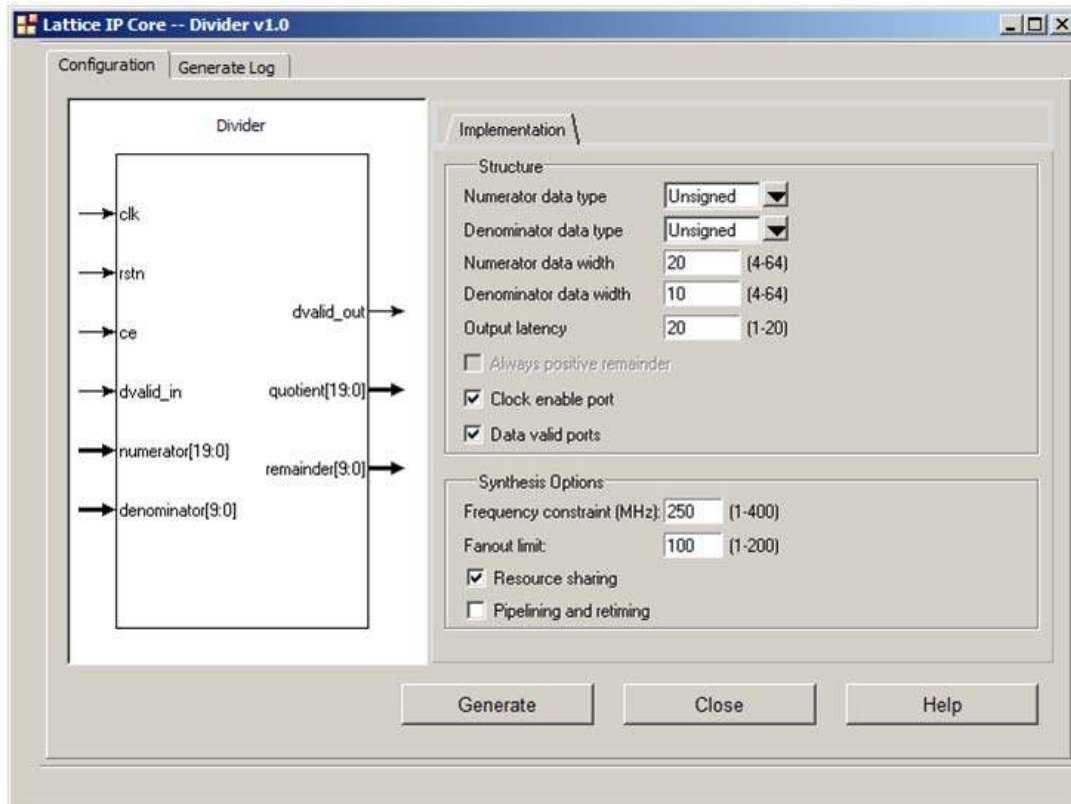 Lattice IP Core -- Divider v1.0
Configuration
Generate Log
Divider
clk
rstn
ce
dvalid_in
numerator[19:0]
denominator[9:0]
dvalid_out
quotient[19:0]
remainder[9:0]
Implementation
Structure
Numerator data type Unsigned
Denominator data type Unsigned
Numerator data width 20 (4-64)
Denominator data width 10 (4-64)
Output latency 20 (1-20)
Always positive remainder
Clock enable port
Data valid ports
Synthesis Options
Frequency constraint (MHz): 250 (1-400)
Fanout limit: 100 (1-200)
Resource sharing
Pipelining and retiming
Generate
Close
Help